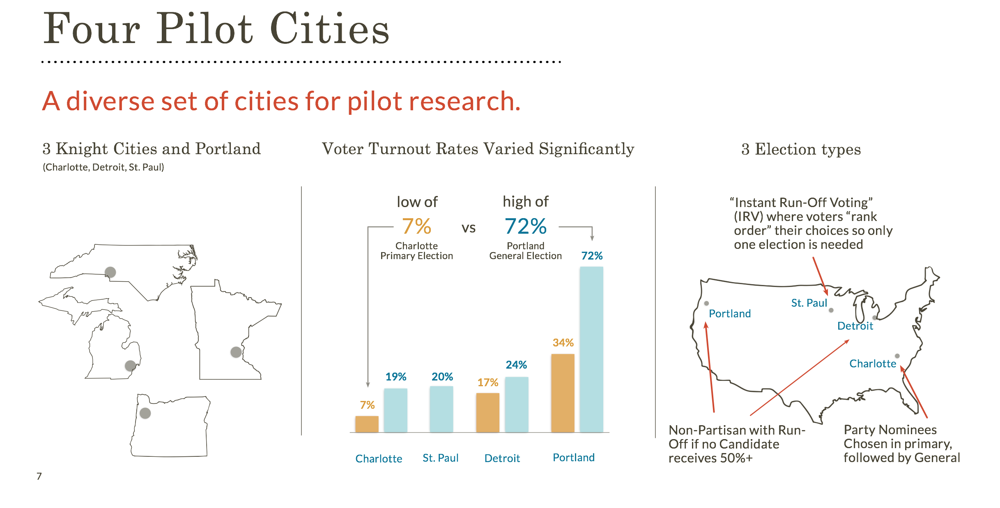 Four Pilot Cities
A diverse set of cities for pilot research.
3 Knight Cities and Portland
(Charlotte, Detroit, St. Paul)
Voter Turnout Rates Varied Significantly
low of
7%
Charlotte
Primary Election
vs
high of
72%
Portland
General Election
7%
19%
20%
17%
24%
34%
72%
Charlotte
St. Paul
Detroit
Portland
3 Election types
“Instant Run-Off Voting”
(IRV) where voters “rank
order” their choices so only
one election is needed
Portland
St. Paul
Detroit
Charlotte
Non-Partisan with Run-
Off if no Candidate
receives 50%+
Party Nominees
Chosen in primary,
followed by General
7